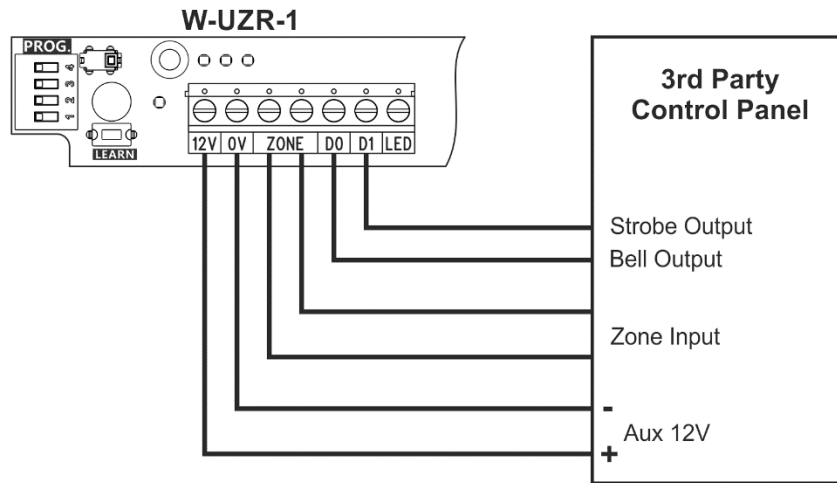 W-UZR-1
PROG.
4
3
2
1
LEARN
12V 0V ZONE D0 D1 LED
3rd Party
Control Panel
Strobe Output
Bell Output
Zone Input
-
Aux 12V
+